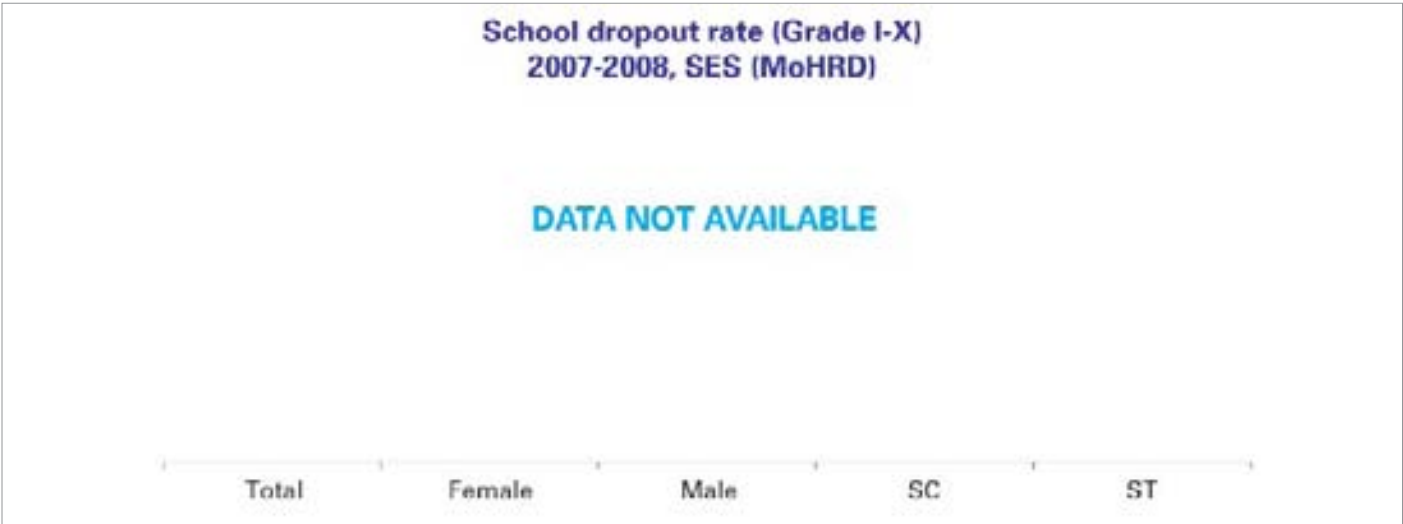 School dropout rate (Grade I-X)
2007-2008, SES (MoHRD)
DATA NOT AVAILABLE
Total Female Male SC ST